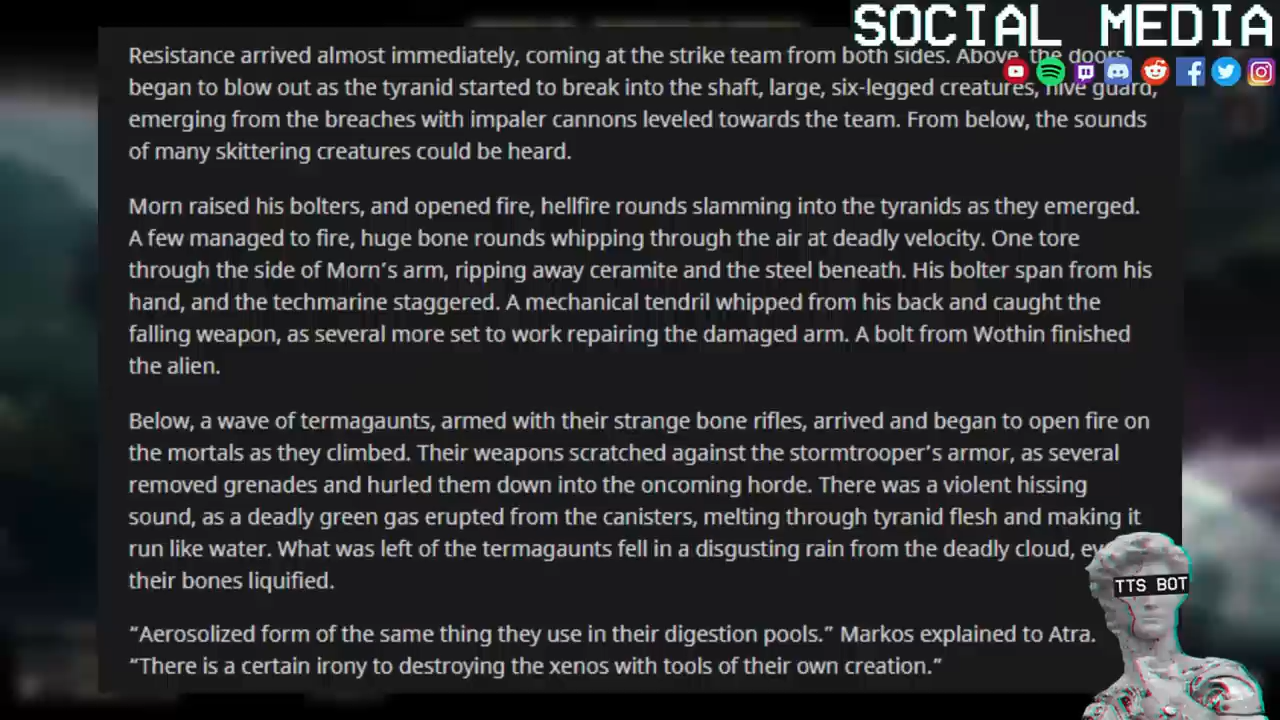 SOCIAL MEDIA
Resistance arrived almost immediately, coming at the strike team from both sides. Above, the doors
began to blow out as the tyranid started to break into the shaft, large, six-legged creatures, hive guard,
emerging from the breaches with impaler cannons leveled towards the team. From below, the sounds
of many skittering creatures could be heard.
Morn raised his bolters, and opened fire, hellfire rounds slamming into the tyranids as they emerged.
A few managed to fire, huge bone rounds whipping through the air at deadly velocity. One tore
through the side of Morn’s arm, ripping away ceramite and the steel beneath. His bolter span from his
hand, and the techmarine staggered. A mechanical tendril whipped from his back and caught the
falling weapon, as several more set to work repairing the damaged arm. A bolt from Wothin finished
the alien.
Below, a wave of termagaunts, armed with their strange bone rifles, arrived and began to open fire on
the mortals as they climbed. Their weapons scratched against the stormtrooper’s armor, as several
removed grenades and hurled them down into the oncoming horde. There was a violent hissing
sound, as a deadly green gas erupted from the canisters, melting through tyranid flesh and making it
run like water. What was left of the termagaunts fell in a disgusting rain from the deadly cloud,
their bones liquified.
TTS BOT
“Aerosolized form of the same thing they use in their digestion pools.” Markos explained to Atra.
“There is a certain irony to destroying the xenos with tools of their own creation.”